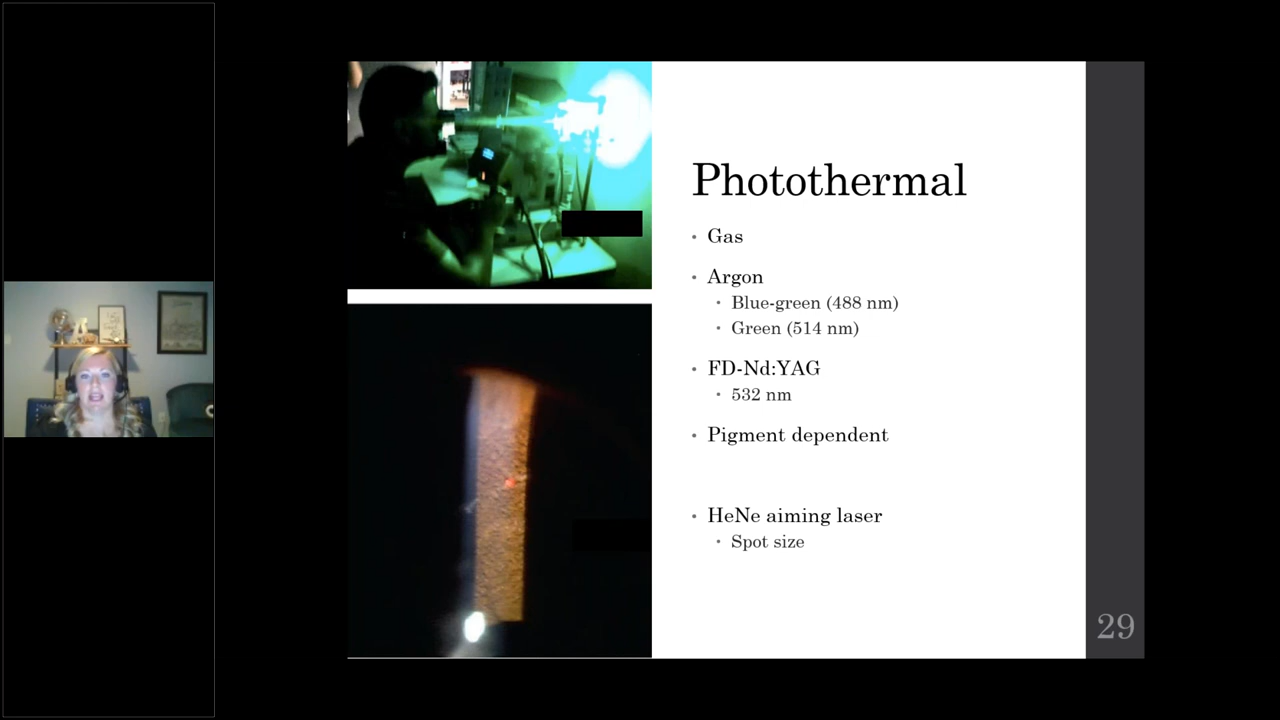 Photothermal
• Gas
• Argon
• Blue-green (488 nm)
• Green (514 nm)
• FD-Nd:YAG
• 532 nm
• Pigment dependent
• HeNe aiming laser
• Spot size
29